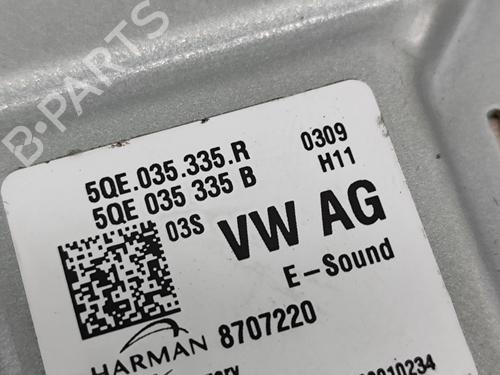 B-PARTS
5QE.035.335.R
0309
5QE 035 335 B
H11
03S
VW AG
E-Sound
HARMAN 8707220